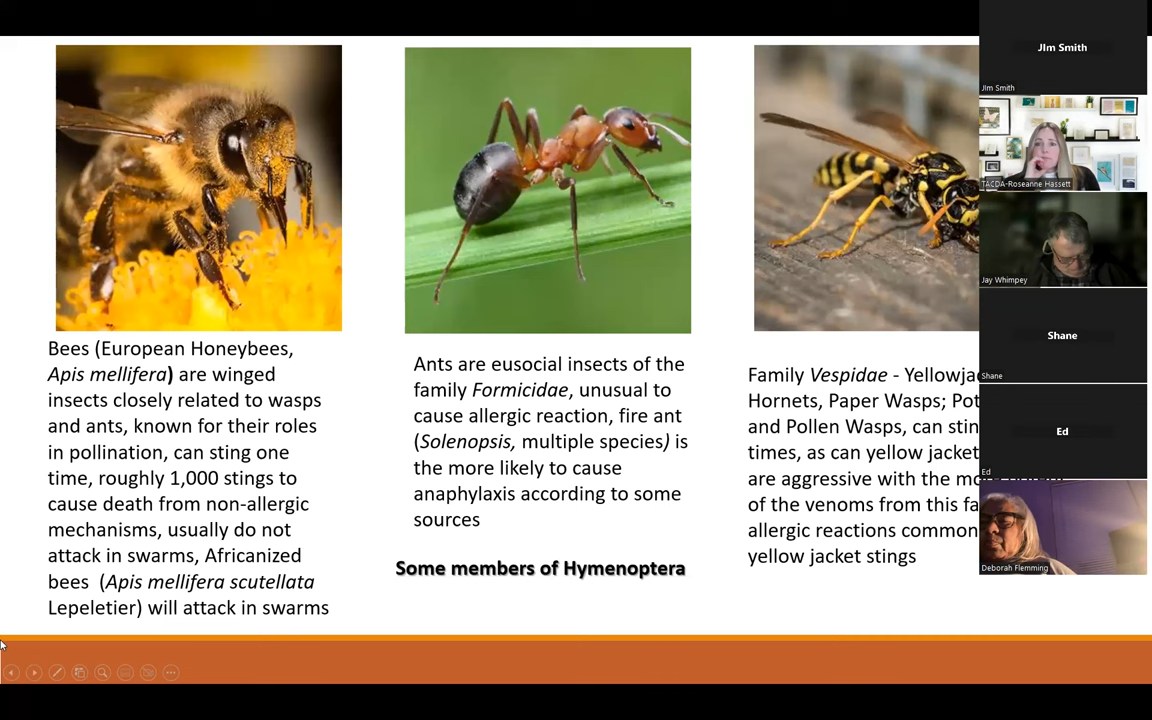 Bees (European Honeybees,
Apis mellifera) are winged
insects closely related to wasps
and ants, known for their roles
in pollination, can sting one
time, roughly 1,000 stings to
cause death from non-allergic
mechanisms, usually do not
attack in swarms, Africanized
bees (Apis mellifera scutellata
Lepeletier) will attack in swarms
Ants are eusocial insects of the
family Formicidae, unusual to
cause allergic reaction, fire ant
(Solenopsis, multiple species) is
the more likely to cause
anaphylaxis according to some
sources
Some members of Hymenoptera
Family Vespidae - Yellowjac
Hornets, Paper Wasps; Pot
and Pollen Wasps, can stin
times, as can yellow jacket
are aggressive with the mo
of the venoms from this fa
allergic reactions common
yellow jacket stings
JIm Smith
JIm Smith
TACDA-Roseanne Hassett
Jay Whimpey
Shane
Shane
Ed
Ed
Deborah Flemming